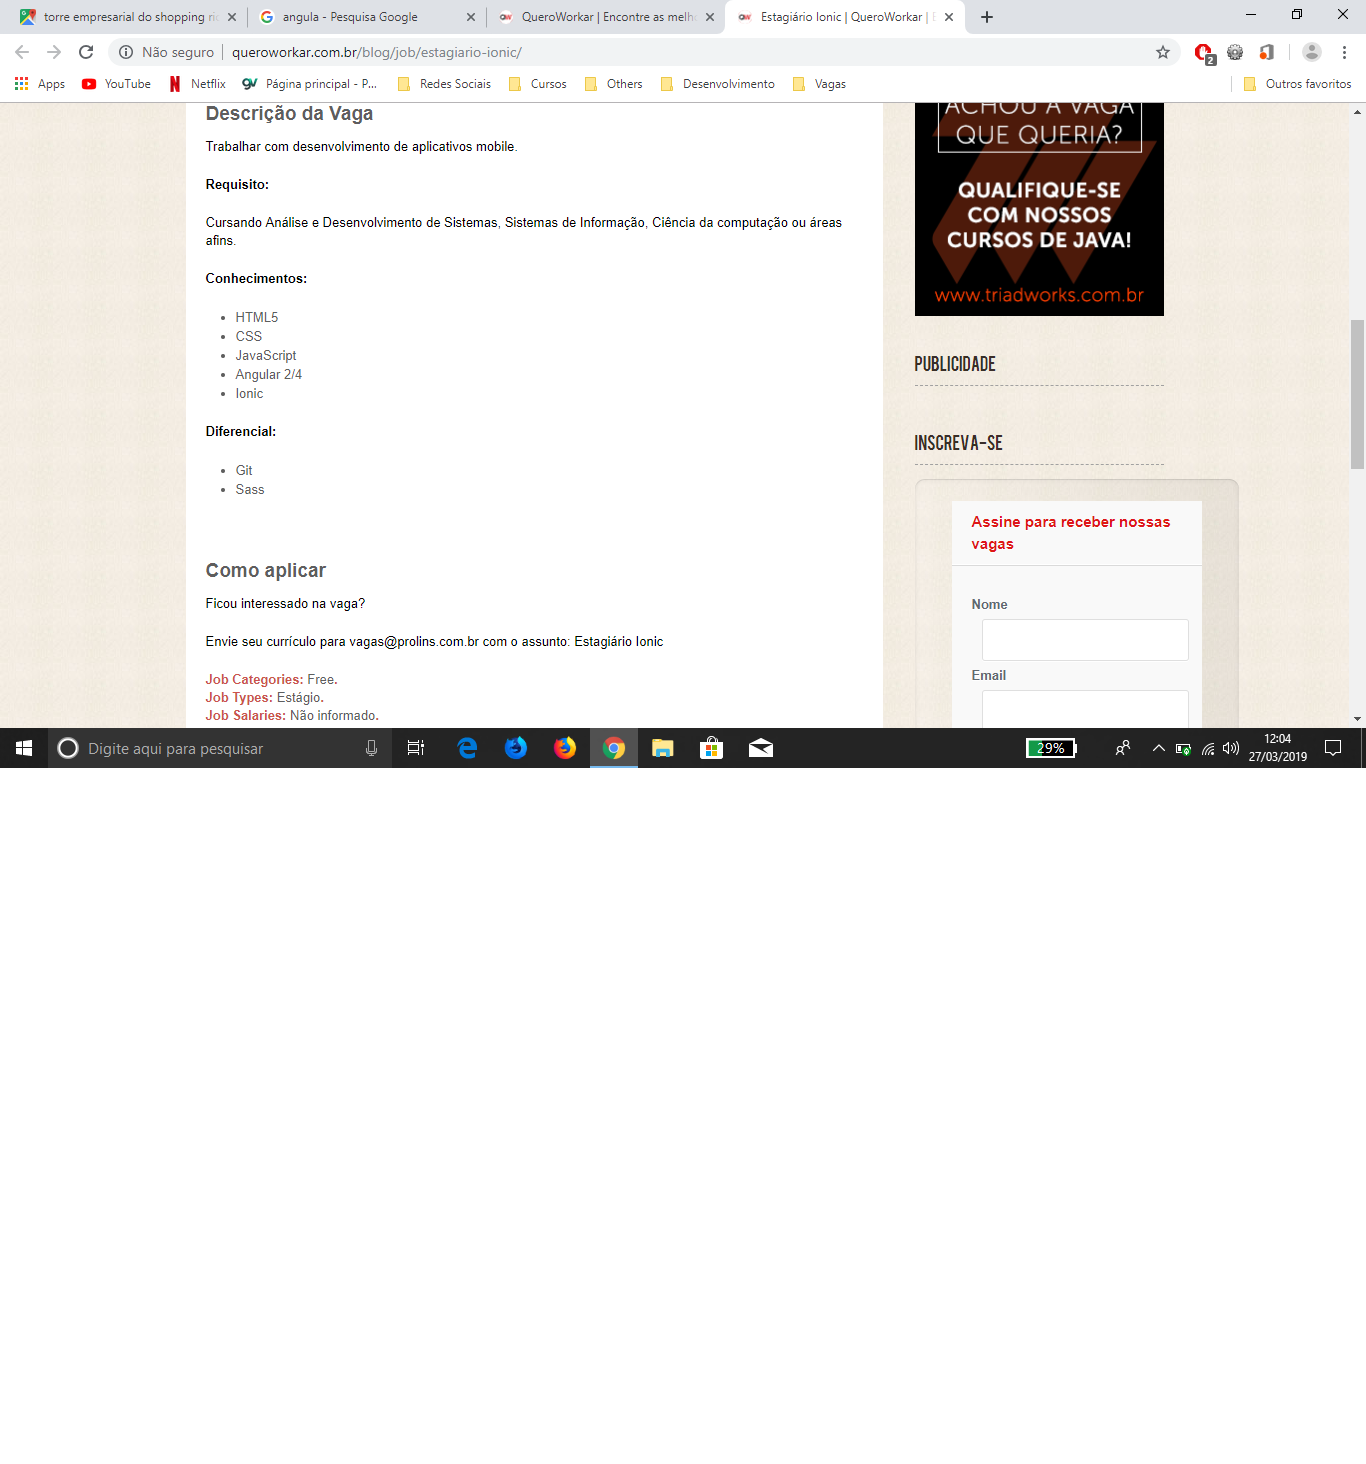 torre empresarial do shopping ri
angula - Pesquisa Google
QueroWorkar | Encontre as melh
Estagiário Ionic | QueroWorkar |
Não seguro
queroworkar.com.br/blog/job/estagiario-ionic/
2
Apps
YouTube
Netflix
Página principal - P...
Redes Sociais
Cursos
Others
Desenvolvimento
Vagas
Outros favoritos
Descrição da Vaga
Trabalhar com desenvolvimento de aplicativos mobile.
Requisito:
Cursando Análise e Desenvolvimento de Sistemas, Sistemas de Informação, Ciência da computação ou áreas
afins.
Conhecimentos:
HTML5
CSS
JavaScript
Angular 2/4
Ionic
Diferencial:
Git
Sass
Como aplicar
Ficou interessado na vaga?
Envie seu currículo para vagas@prolins.com.br com o assunto: Estagiário Ionic
Job Categories: Free.
Job Types: Estágio.
Job Salaries: Não informado.
ACHOU A VAGA
QUE QUERIA?
QUALIFIQUE-SE
COM NOSSOS
CURSOS DE JAVA!
www.triadworks.com.br
PUBLICIDADE
INSCREVA-SE
Assine para receber nossas
vagas
Nome
Email
Digite aqui para pesquisar
29%
12:04
27/03/2019